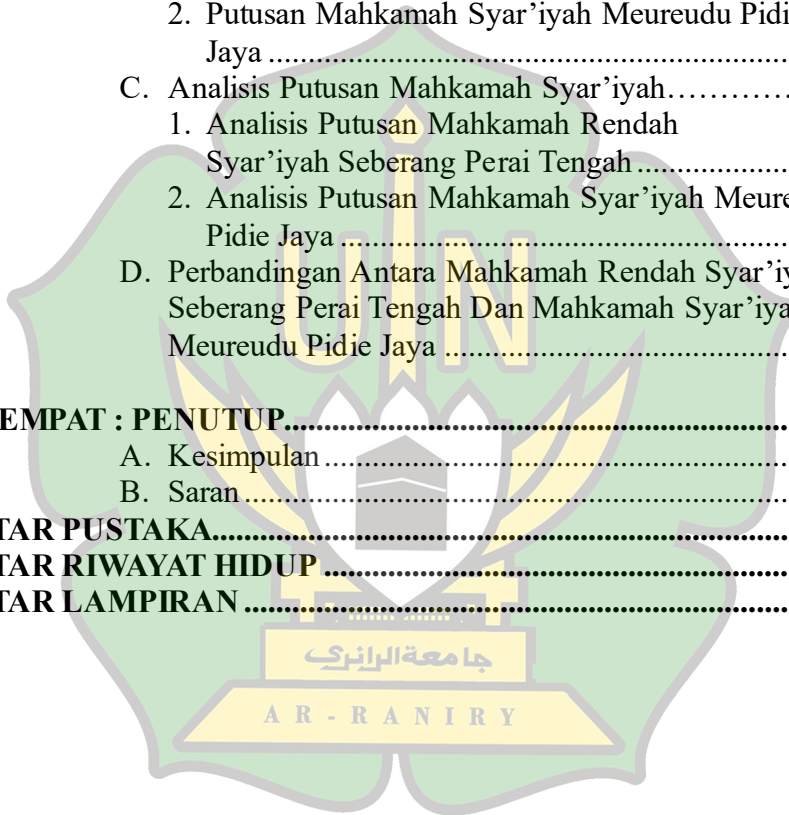 2. Putusan Mahkamah Syar’iyah Meureudu Pidi
Jaya ..................................................................
C. Analisis Putusan Mahkamah Syar’iyah…………
1. Analisis Putusan Mahkamah Rendah
Syar’iyah Seberang Perai Tengah ...................
2. Analisis Putusan Mahkamah Syar’iyah Meure
Pidie Jaya ........................................................
D. Perbandingan Antara Mahkamah Rendah Syar’iy
Seberang Perai Tengah Dan Mahkamah Syar’iya
Meureudu Pidie Jaya ...........................................
EMPAT : PENUTUP...............................................................
A. Kesimpulan ..........................................................
B. Saran ....................................................................
TAR PUSTAKA.......................................................................
TAR RIWAYAT HIDUP .........................................................
TAR LAMPIRAN ....................................................................
UIN
جامعةالرانري
AR-RANIRY